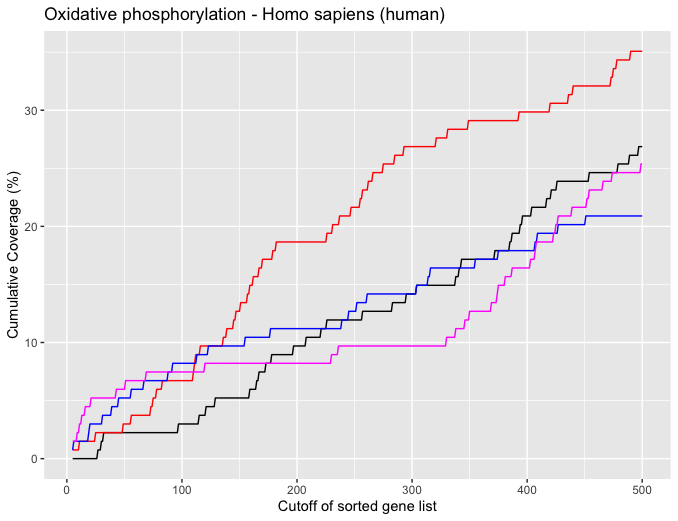 Oxidative phosphorylation - Homo sapiens (human)
Cumulative Coverage (%)
30
20
10
0
0 100 200 300 400 500
Cutoff of sorted gene list